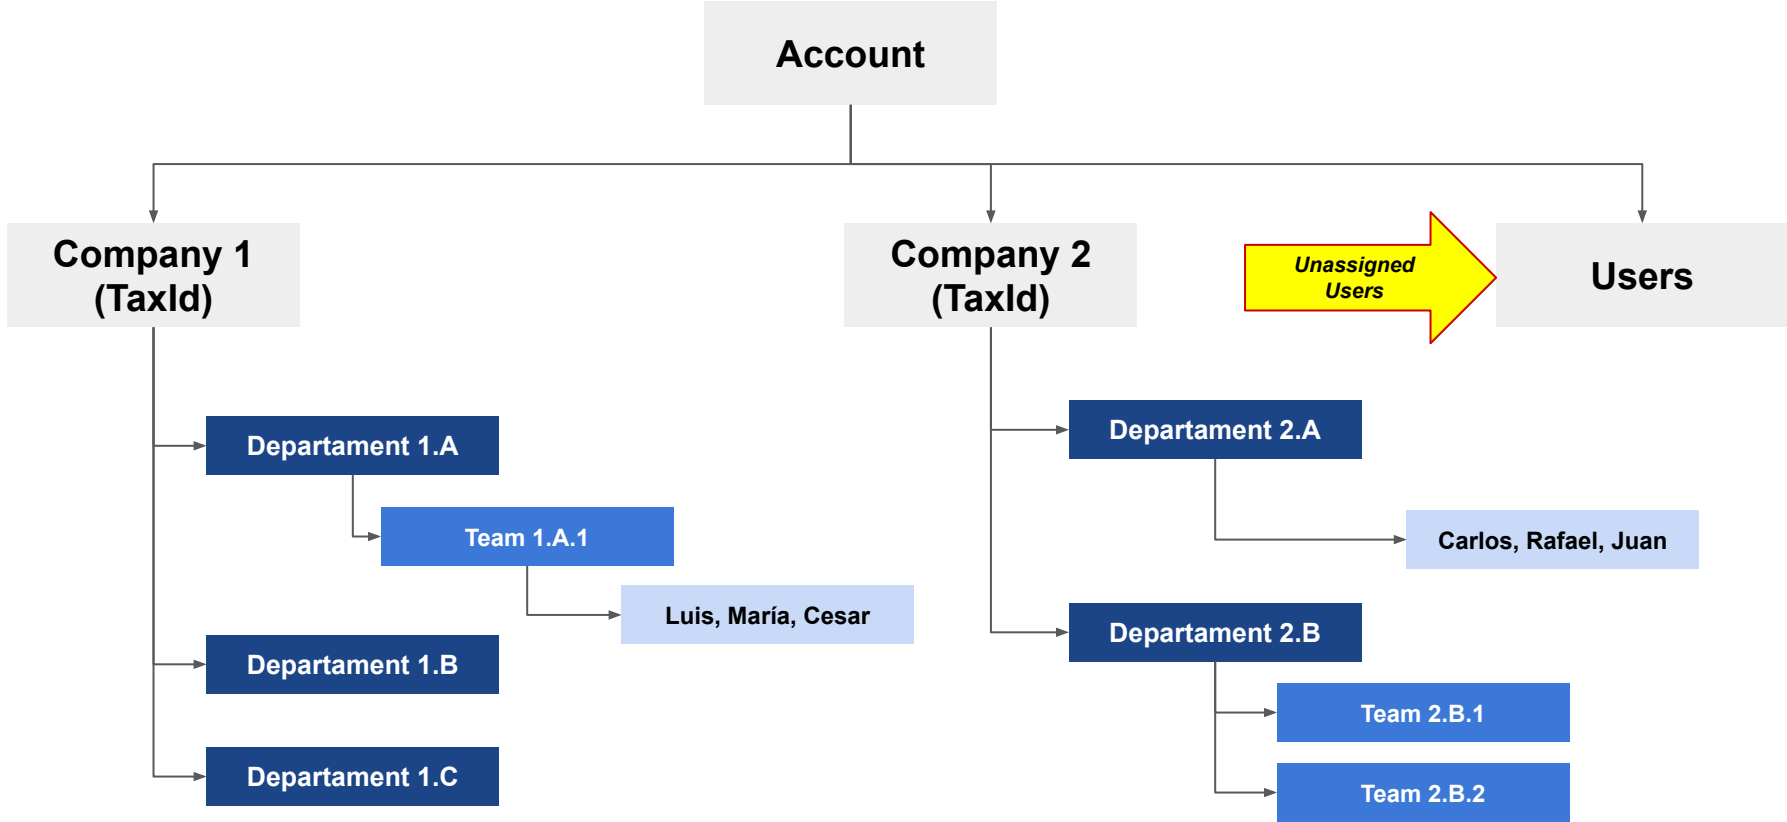 Account
Company 1
(TaxId)
Company 2
(TaxId)
Unassigned
Users
Users
Departament 1.A
Team 1.A.1
Luis, María, Cesar
Departament 1.B
Departament 1.C
Departament 2.A
Carlos, Rafael, Juan
Departament 2.B
Team 2.B.1
Team 2.B.2